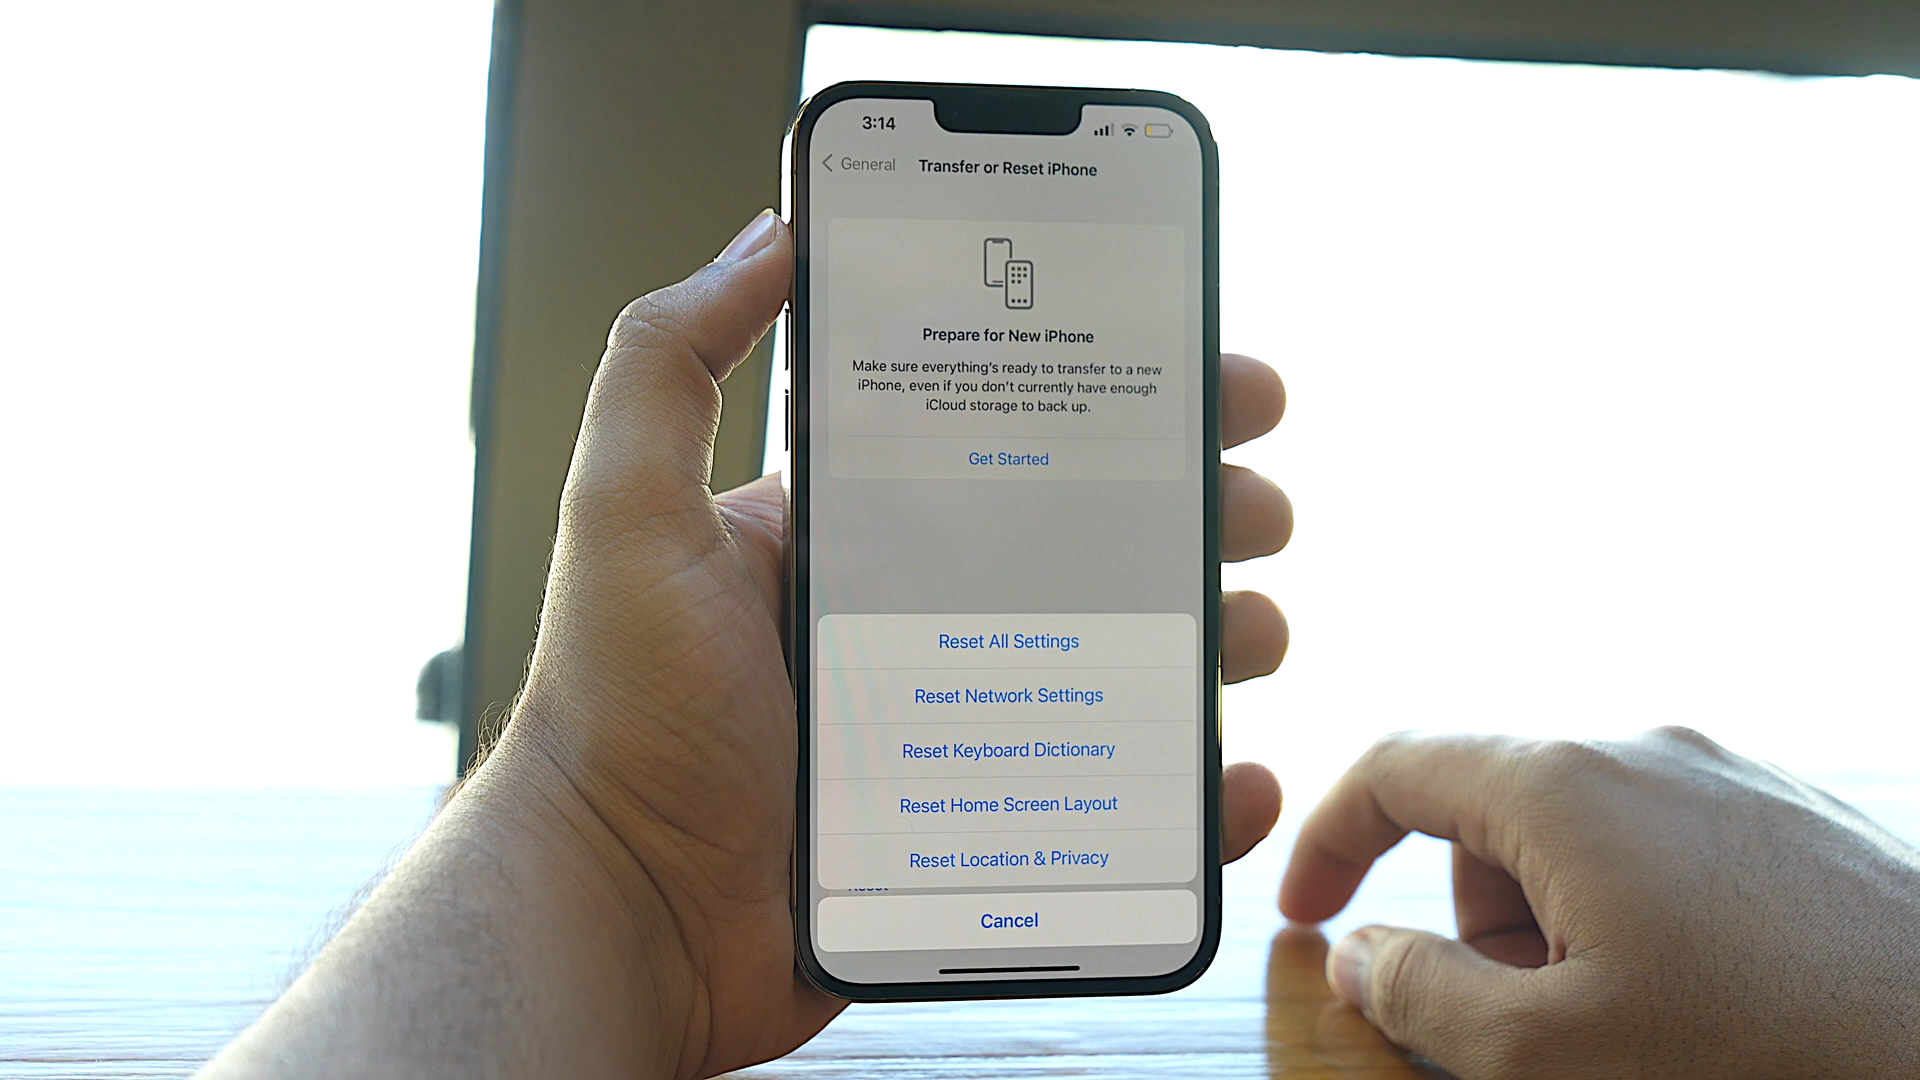 3:14
General
Transfer or Reset iPhone
Prepare for New iPhone
Make sure everything's ready to transfer to a new
iPhone, even if you don't currently have enough
iCloud storage to back up.
Get Started
Reset All Settings
Reset Network Settings
Reset Keyboard Dictionary
Reset Home Screen Layout
Reset Location & Privacy
Reset
Cancel